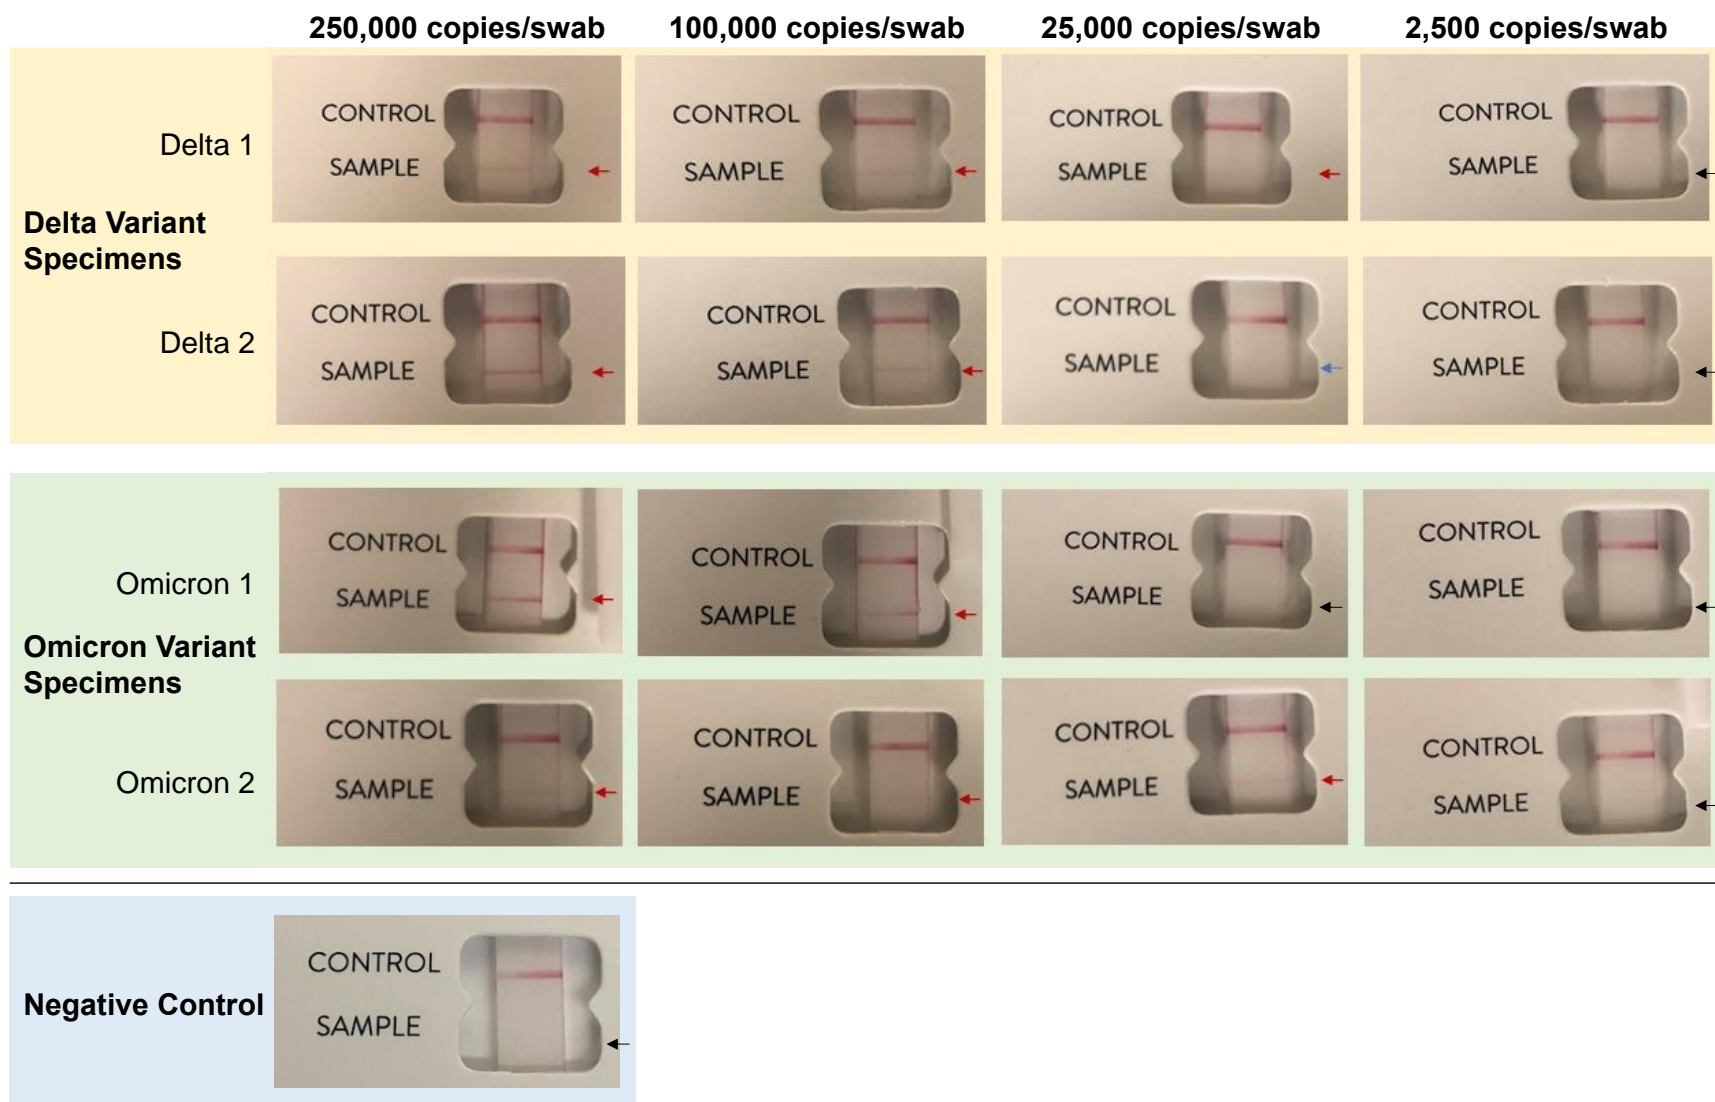 250,000 copies/swab 100,000 copies/swab 25,000 copies/swab 2,500 copies/swab
CONTROL CONTROL CONTROL CONTROL
Delta 1
SAMPLE SAMPLE SAMPLE SAMPLE
Delta Variant
Specimens
CONTROL CONTROL CONTROL CONTROL
Delta 2
SAMPLE SAMPLE SAMPLE SAMPLE
CONTROL CONTROL CONTROL CONTROL
Omicron 1
SAMPLE SAMPLE SAMPLE SAMPLE
Omicron Variant
Specimens
CONTROL CONTROL CONTROL CONTROL
Omicron 2
SAMPLE SAMPLE SAMPLE SAMPLE
CONTROL
Negative Control
SAMPLE